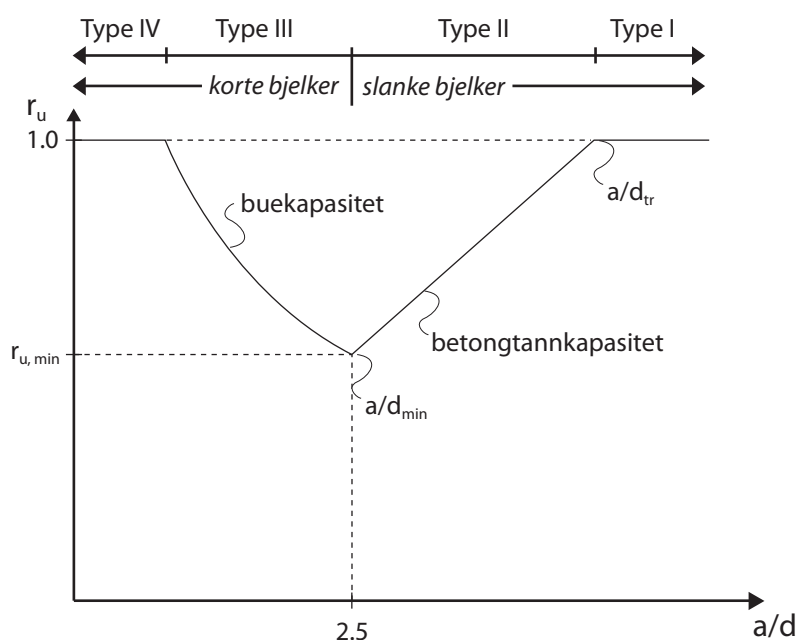 Type IV Type III Type II Type I
korte bjelker slanke bjelker
r_u
1.0
a/d_tr
buekapasitet
betongtannkapasitet
r_u, min
a/d_min
2.5
a/d